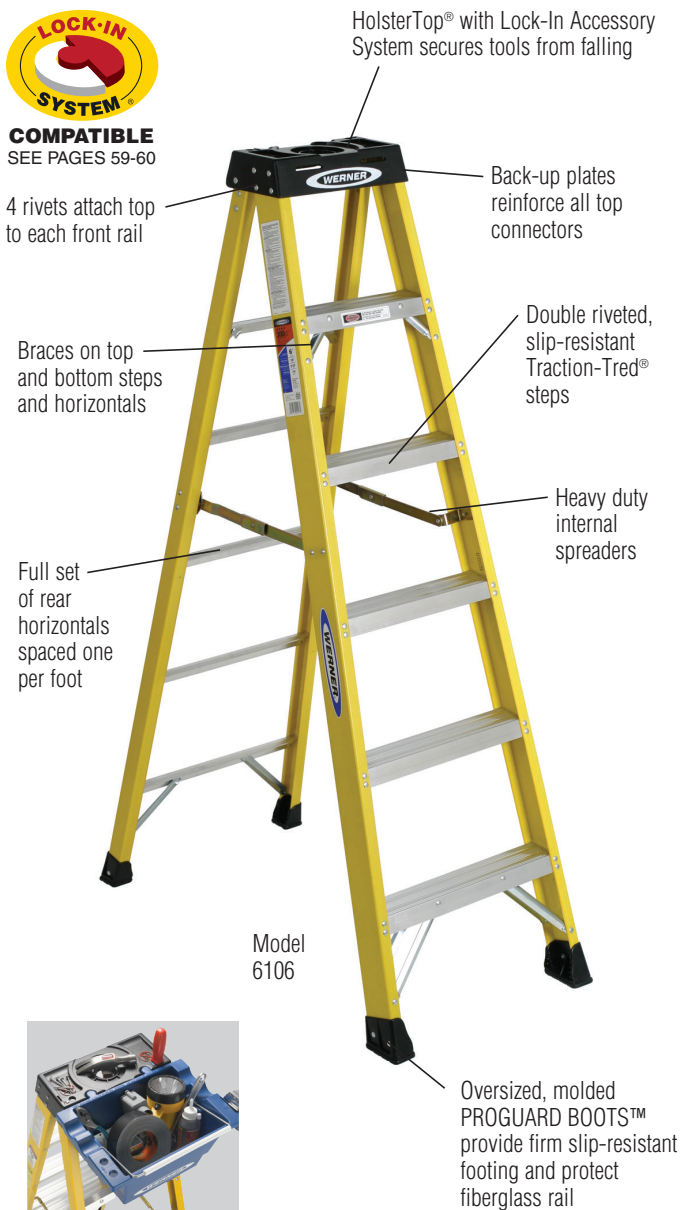 LOCK-IN
SYSTEM®
COMPATIBLE
SEE PAGES 59-60
HolsterTop® with Lock-In Accessory
System secures tools from falling
4 rivets attach top
to each front rail
WERNER
Back-up plates
reinforce all top
connectors
Braces on top
and bottom steps
and horizontals
Double riveted,
slip-resistant
Traction-Tred®
steps
Heavy duty
internal
spreaders
Full set
of rear
horizontals
spaced one
per foot
WERNER
Model
6106
Oversized, molded
PROGUARD BOOTS™
provide firm slip-resistant
footing and protect
fiberglass rail
WERNER